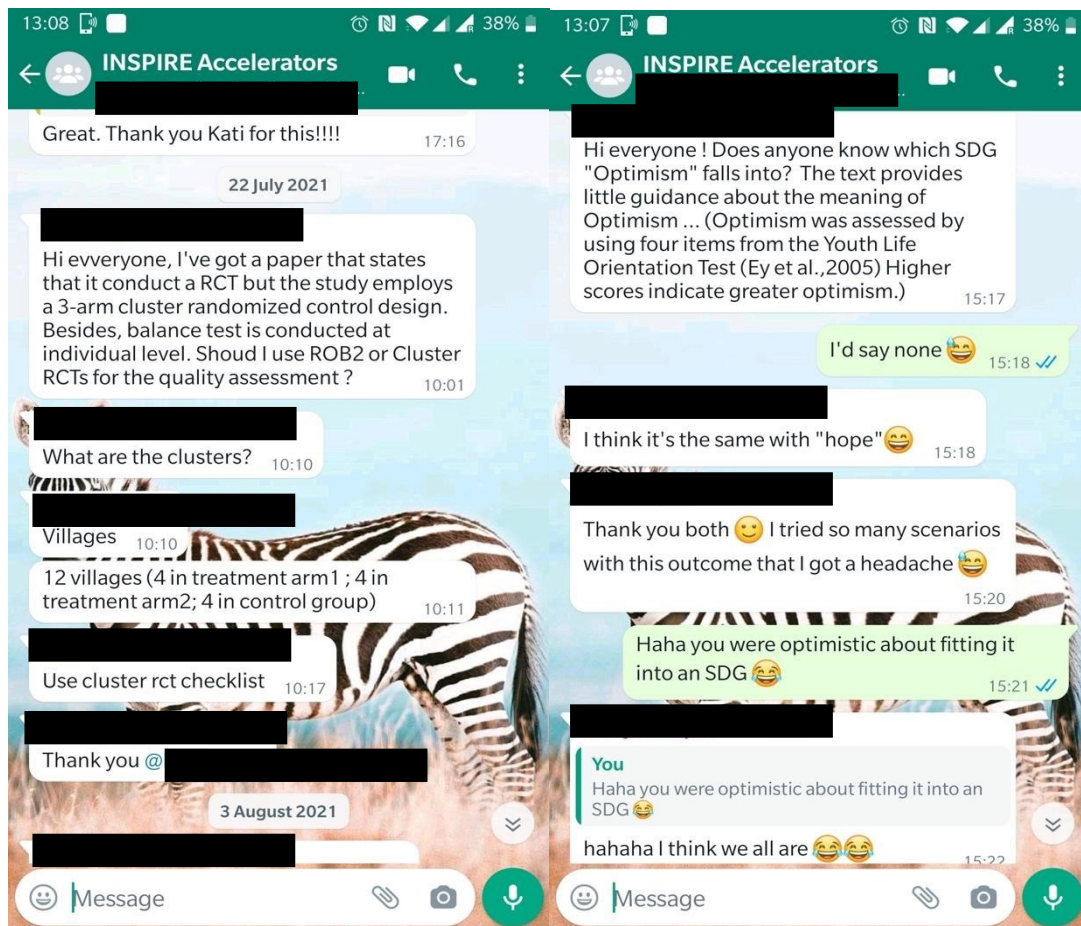 13:08
38%
INSPIRE Accelerators
..
Great. Thank you Kati for this!!!!
17:16
22 July 2021
Hi evveryone, I've got a paper that states
that it conduct a RCT but the study employs
a 3-arm cluster randomized control design.
Besides, balance test is conducted at
individual level. Shoud I use ROB2 or Cluster
RCTs for the quality assessment ?
10:01
What are the clusters?
10:10
Villages
10:10
12 villages (4 in treatment arm1 ; 4 in
treatment arm2; 4 in control group)
10:11
Use cluster rct checklist
10:17
Thank you @
3 August 2021
Message
13:07
38%
INSPIRE Accelerators
..
Hi everyone ! Does anyone know which SDG
"Optimism" falls into? The text provides
little guidance about the meaning of
Optimism ... (Optimism was assessed by
using four items from the Youth Life
Orientation Test (Ey et al.,2005) Higher
scores indicate greater optimism.)
15:17
I'd say none 😅
15:18
I think it's the same with "hope"😄
15:18
Thank you both 🙂 I tried so many scenarios
with this outcome that I got a headache 😅
15:20
Haha you were optimistic about fitting it
into an SDG 😂
15:21
You
Haha you were optimistic about fitting it into an
SDG 😂
hahaha I think we all are 😂😂
15:22
Message